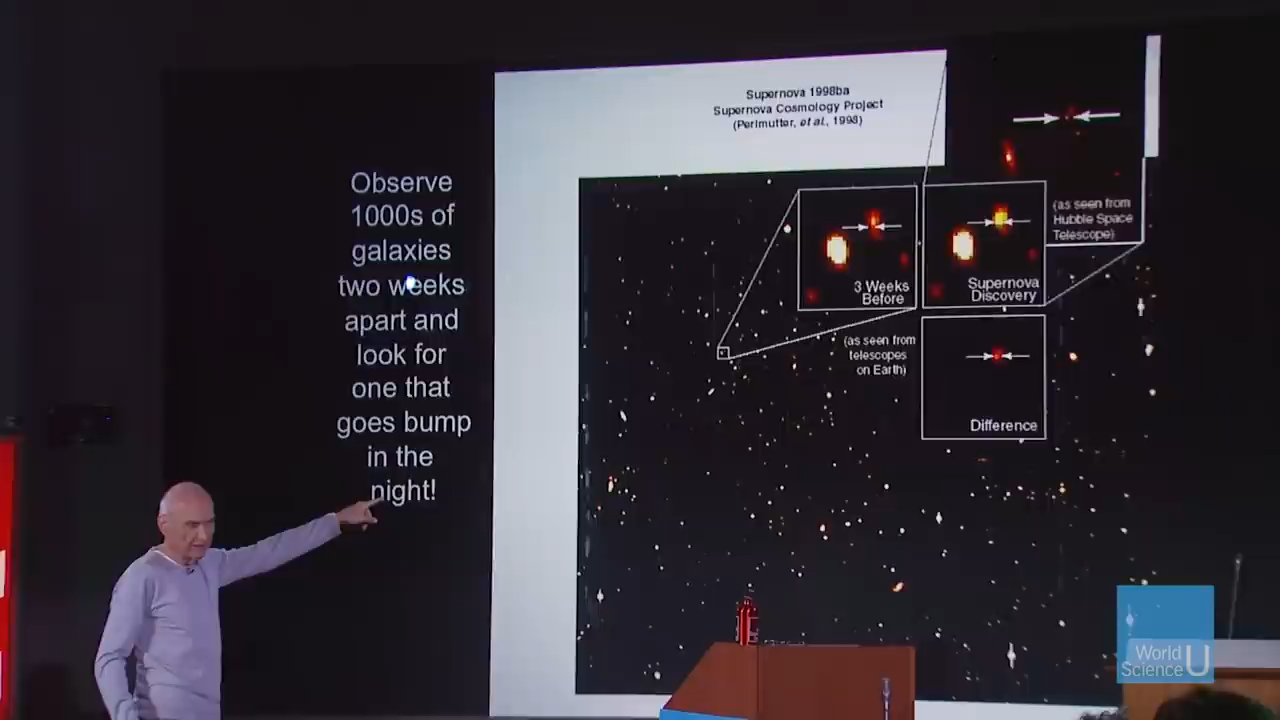 Observe
1000s of
galaxies
two weeks
apart and
look for
one that
goes bump
in the
night!
Supernova 1998ba
Supernova Cosmology Project
(Perlmutter, et al., 1998)
3 Weeks
Before
Supernova
Discovery
(as seen from
Hubble Space
Telescope)
(as seen from
telescopes
on Earth)
Difference
World
Science U